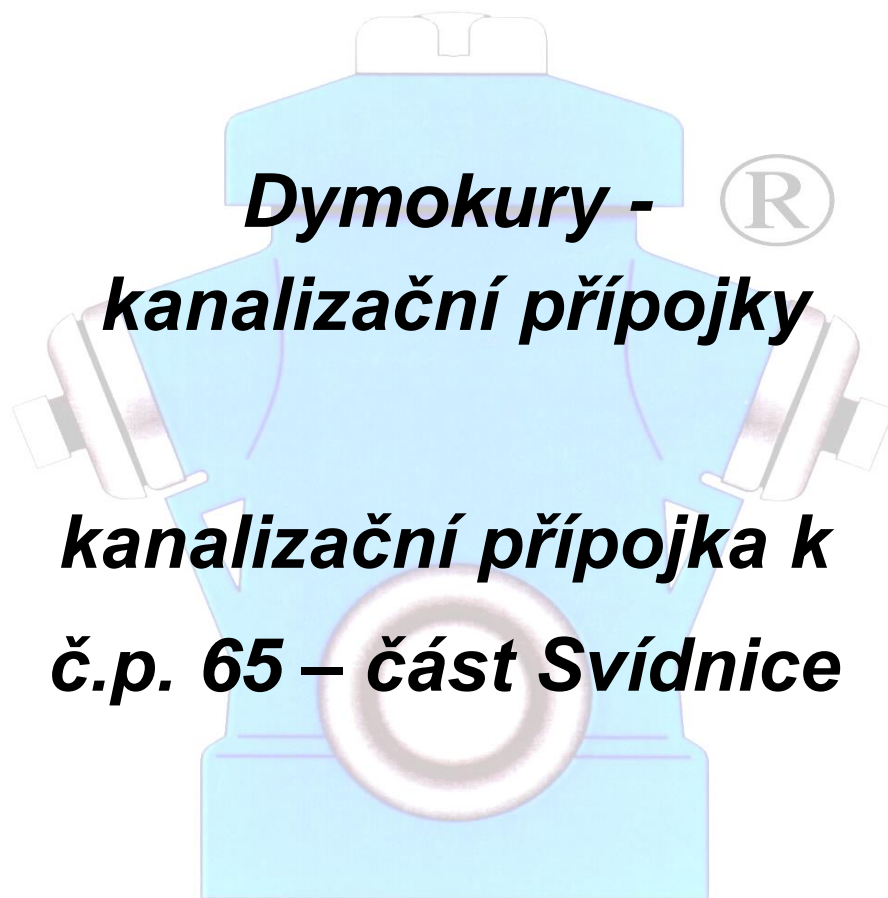 Dymokury -
®
kanalizační přípojky
kanalizační přípojka k
č.p. 65 – část Svídnice